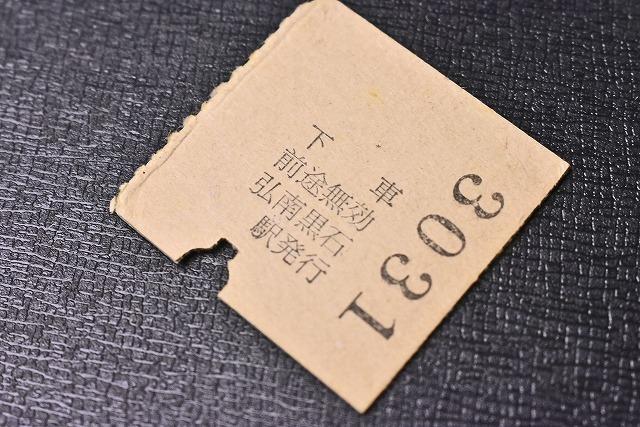 下車
前途無効
弘南黒石
駅発行
3031